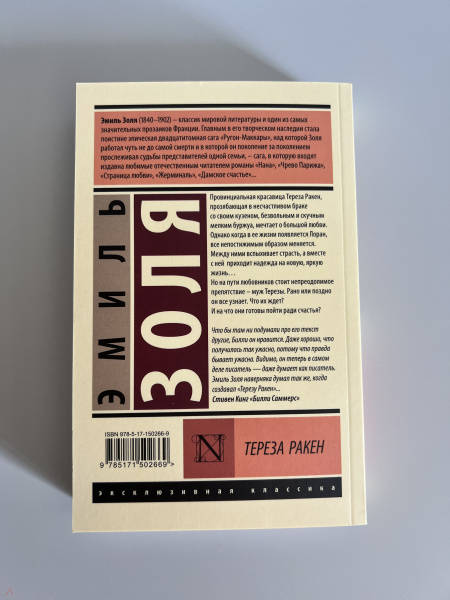 Эмиль Золя (1840–1902) – классик мировой литературы и один из самых
значительных прозаиков Франции. Главным в его творческом наследии стала
поистине эпическая двадцатитомная сага «Ругон-Маккары», над которой Золя
работал чуть не до самой смерти и в которой он поколение за поколением
прослеживал судьбы представителей одной семьи, – сага, в которую входят
издавна любимые отечественным читателем романы «Нана», «Чрево Парижа»,
«Страница любви», «Жерминаль», «Дамское счастье»...
ЭМИЛЬ
ЗОЛЯ
Провинциальная красавица Тереза Ракен,
прозябающая в несчастливом браке
со своим кузеном, безвольным и скучным
мелким буржуа, мечтает о большой любви.
Однако когда в ее жизни появляется Лоран,
все непостижимым образом меняется.
Между ними вспыхивает страсть, а вместе
с ней приходит надежда на новую, яркую
жизнь...
Но на пути любовников стоит непреодолимое
препятствие – муж Терезы. Рано или поздно
он все узнает. Что их ждет?
И на что они готовы пойти ради счастья?
Что бы там ни подумали про его текст
другие, Билли он нравится. Даже хорошо, что
получилось так ужасно, потому что правда
бывает ужасна. Видимо, он теперь в самом
деле писатель — даже думает как писатель.
Эмиль Золя наверняка думал так же, когда
создавал «Терезу Ракен»...
Стивен Кинг «Билли Саммерс»
ISBN 978-5-17-150266-9
9 785171 502669 >
N
ТЕРЕЗА РАКЕН
эксклюзивная классика